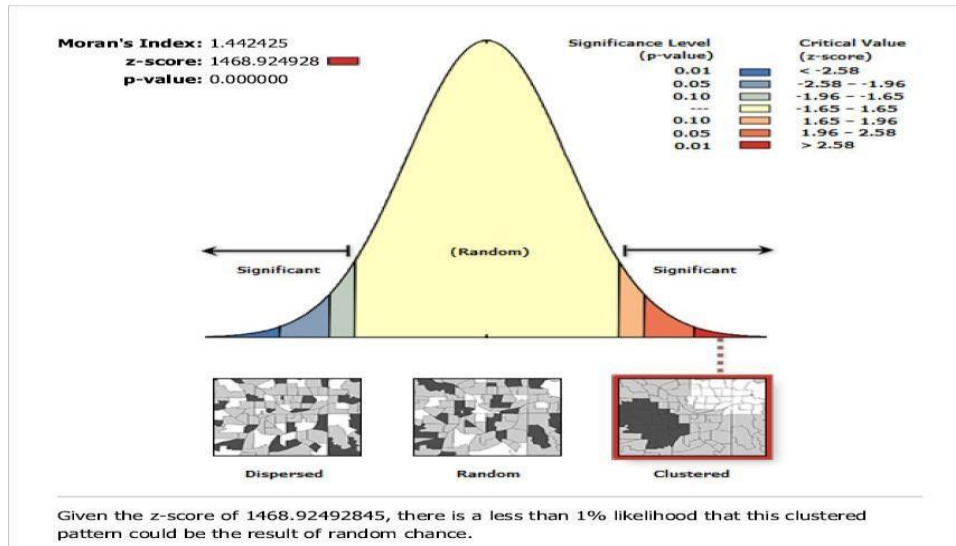 Moran's Index: 1.442425
z-score: 1468.924928
p-value: 0.000000
Significance Level
(p-value)
Critical Value
(z-score)
0.01 < -2.58
0.05 -2.58 – -1.96
0.10 -1.96 – -1.65
--- -1.65 – 1.65
0.10 1.65 – 1.96
0.05 1.96 – 2.58
0.01 > 2.58
Significant
(Random)
Significant
Dispersed
Random
Clustered
Given the z-score of 1468.92492845, there is a less than 1% likelihood that this clustered
pattern could be the result of random chance.